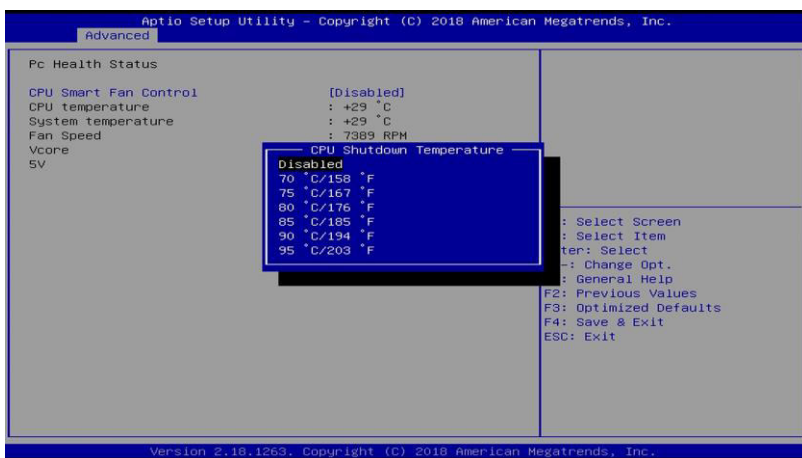 Aptio Setup Utility – Copyright (C) 2018 American Megatrends, Inc.
Advanced
Pc Health Status
CPU Smart Fan Control [Disabled]
CPU temperature : +29 °C
System temperature : +29 °C
Fan Speed : 7389 RPM
Vcore
5V
CPU Shutdown Temperature
Disabled
70 °C/158 °F
75 °C/167 °F
80 °C/176 °F
85 °C/185 °F
90 °C/194 °F
95 °C/203 °F
: Select Screen
: Select Item
ter: Select
-: Change Opt.
: General Help
F2: Previous Values
F3: Optimized Defaults
F4: Save & Exit
ESC: Exit
Version 2.18.1263. Copyright (C) 2018 American Megatrends, Inc.